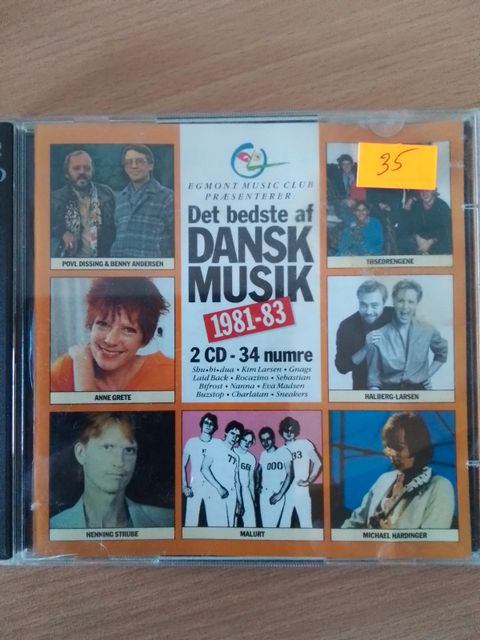 35
EGMONT MUSIC CLUB
PRÆSENTERER:
Det bedste af
DANSK
MUSIK
1981-83
2 CD - 34 numre
Shu•bi•dua • Kim Larsen • Gnags
Laid Back • Rocazino • Sebastian
Bifrost • Nanna • Eva Madsen
Buzstop • Charlatan • Sneakers
POVL DISSING & BENNY ANDERSEN
TØSEDRENGENE
ANNE GRETE
HALBERG-LARSEN
HENNING STRUBE
MALURT
MICHAEL HARDINGER